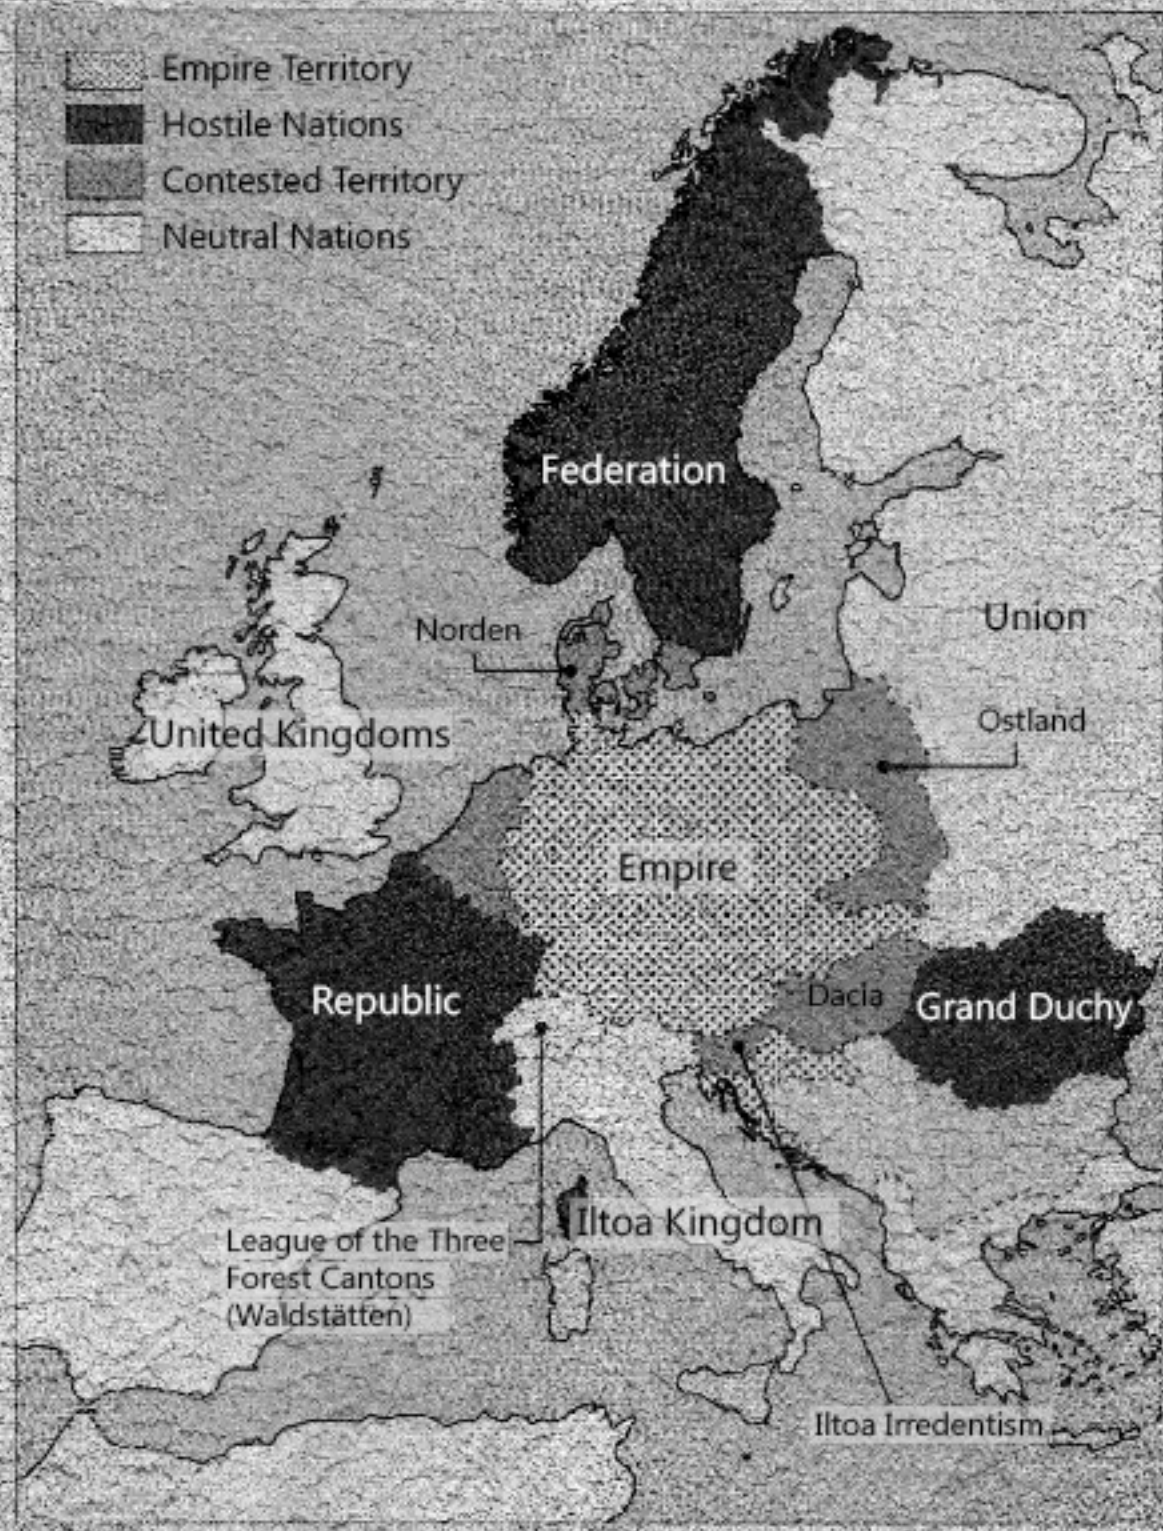 Empire Territory
Hostile Nations
Contested Territory
Neutral Nations
Federation
Norden
Union
United Kingdoms
Ostland
Empire
Republic
Dacia
Grand Duchy
League of the Three
Forest Cantons
(Waldstätten)
Iltoa Kingdom
Iltoa Irredentism